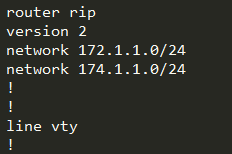 router rip
version 2
network 172.1.1.0/24
network 174.1.1.0/24
!
!
line vty
!